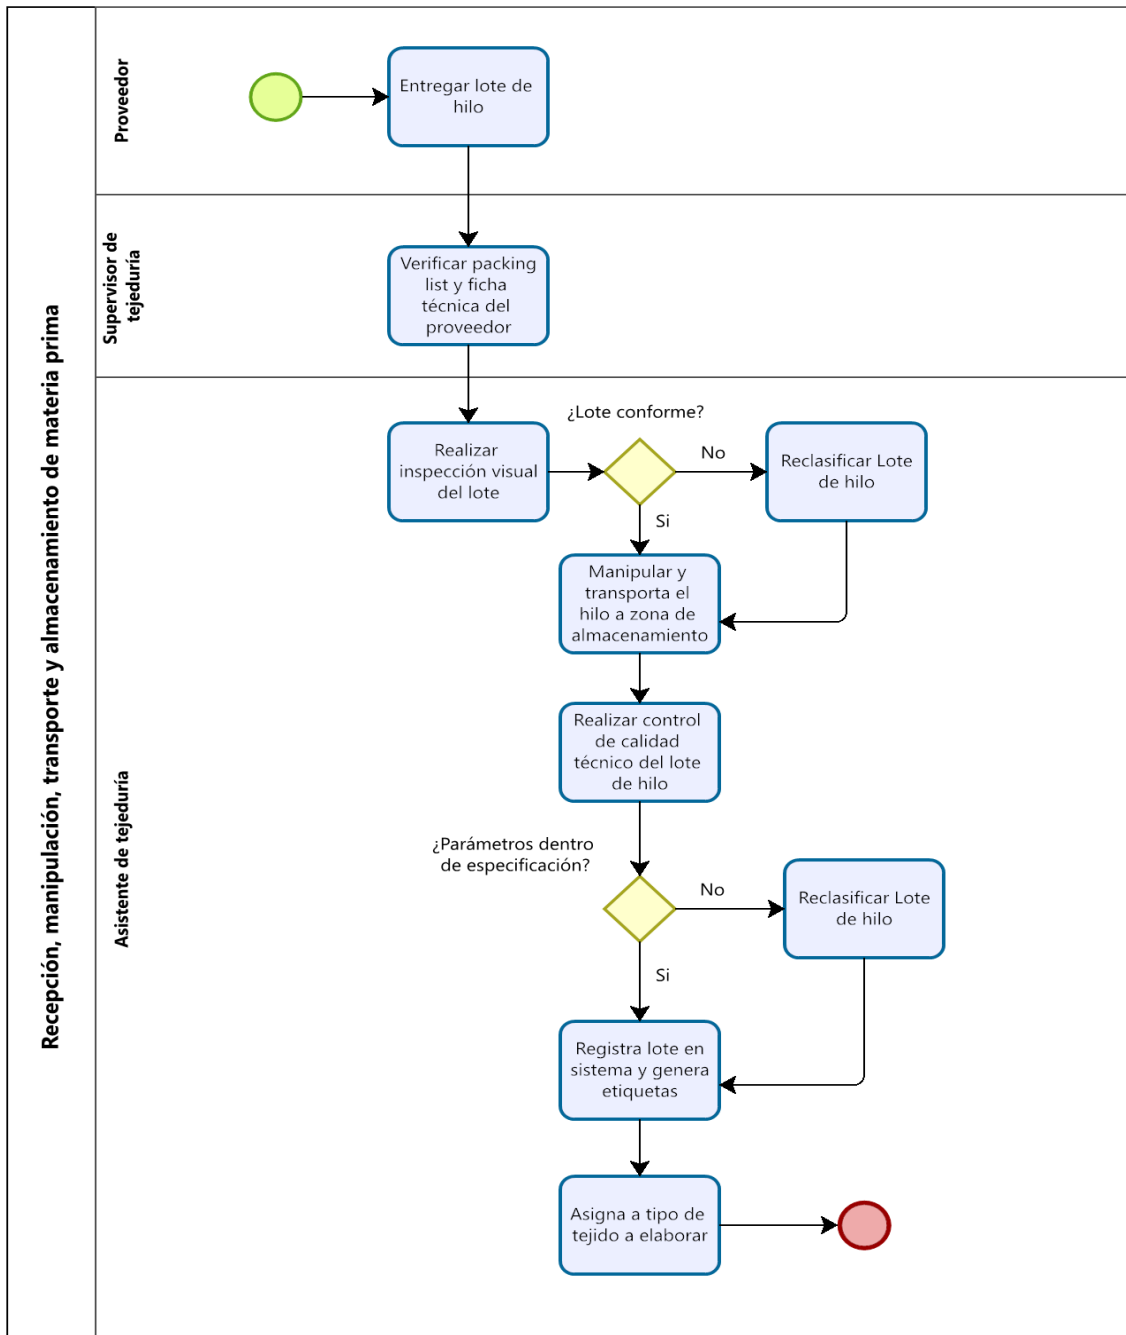 Recepción, manipulación, transporte y almacenamiento de materia prima
Proveedor
Entregar lote de
hilo
Supervisor de
tejeduría
Verificar packing
list y ficha
técnica del
proveedor
Asistente de tejeduría
Realizar
inspección visual
del lote
¿Lote conforme?
No
Reclasificar Lote
de hilo
Si
Manipular y
transporta el
hilo a zona de
almacenamiento
Realizar control
de calidad
técnico del lote
de hilo
¿Parámetros dentro
de especificación?
No
Reclasificar Lote
de hilo
Si
Registra lote en
sistema y genera
etiquetas
Asigna a tipo de
tejido a elaborar